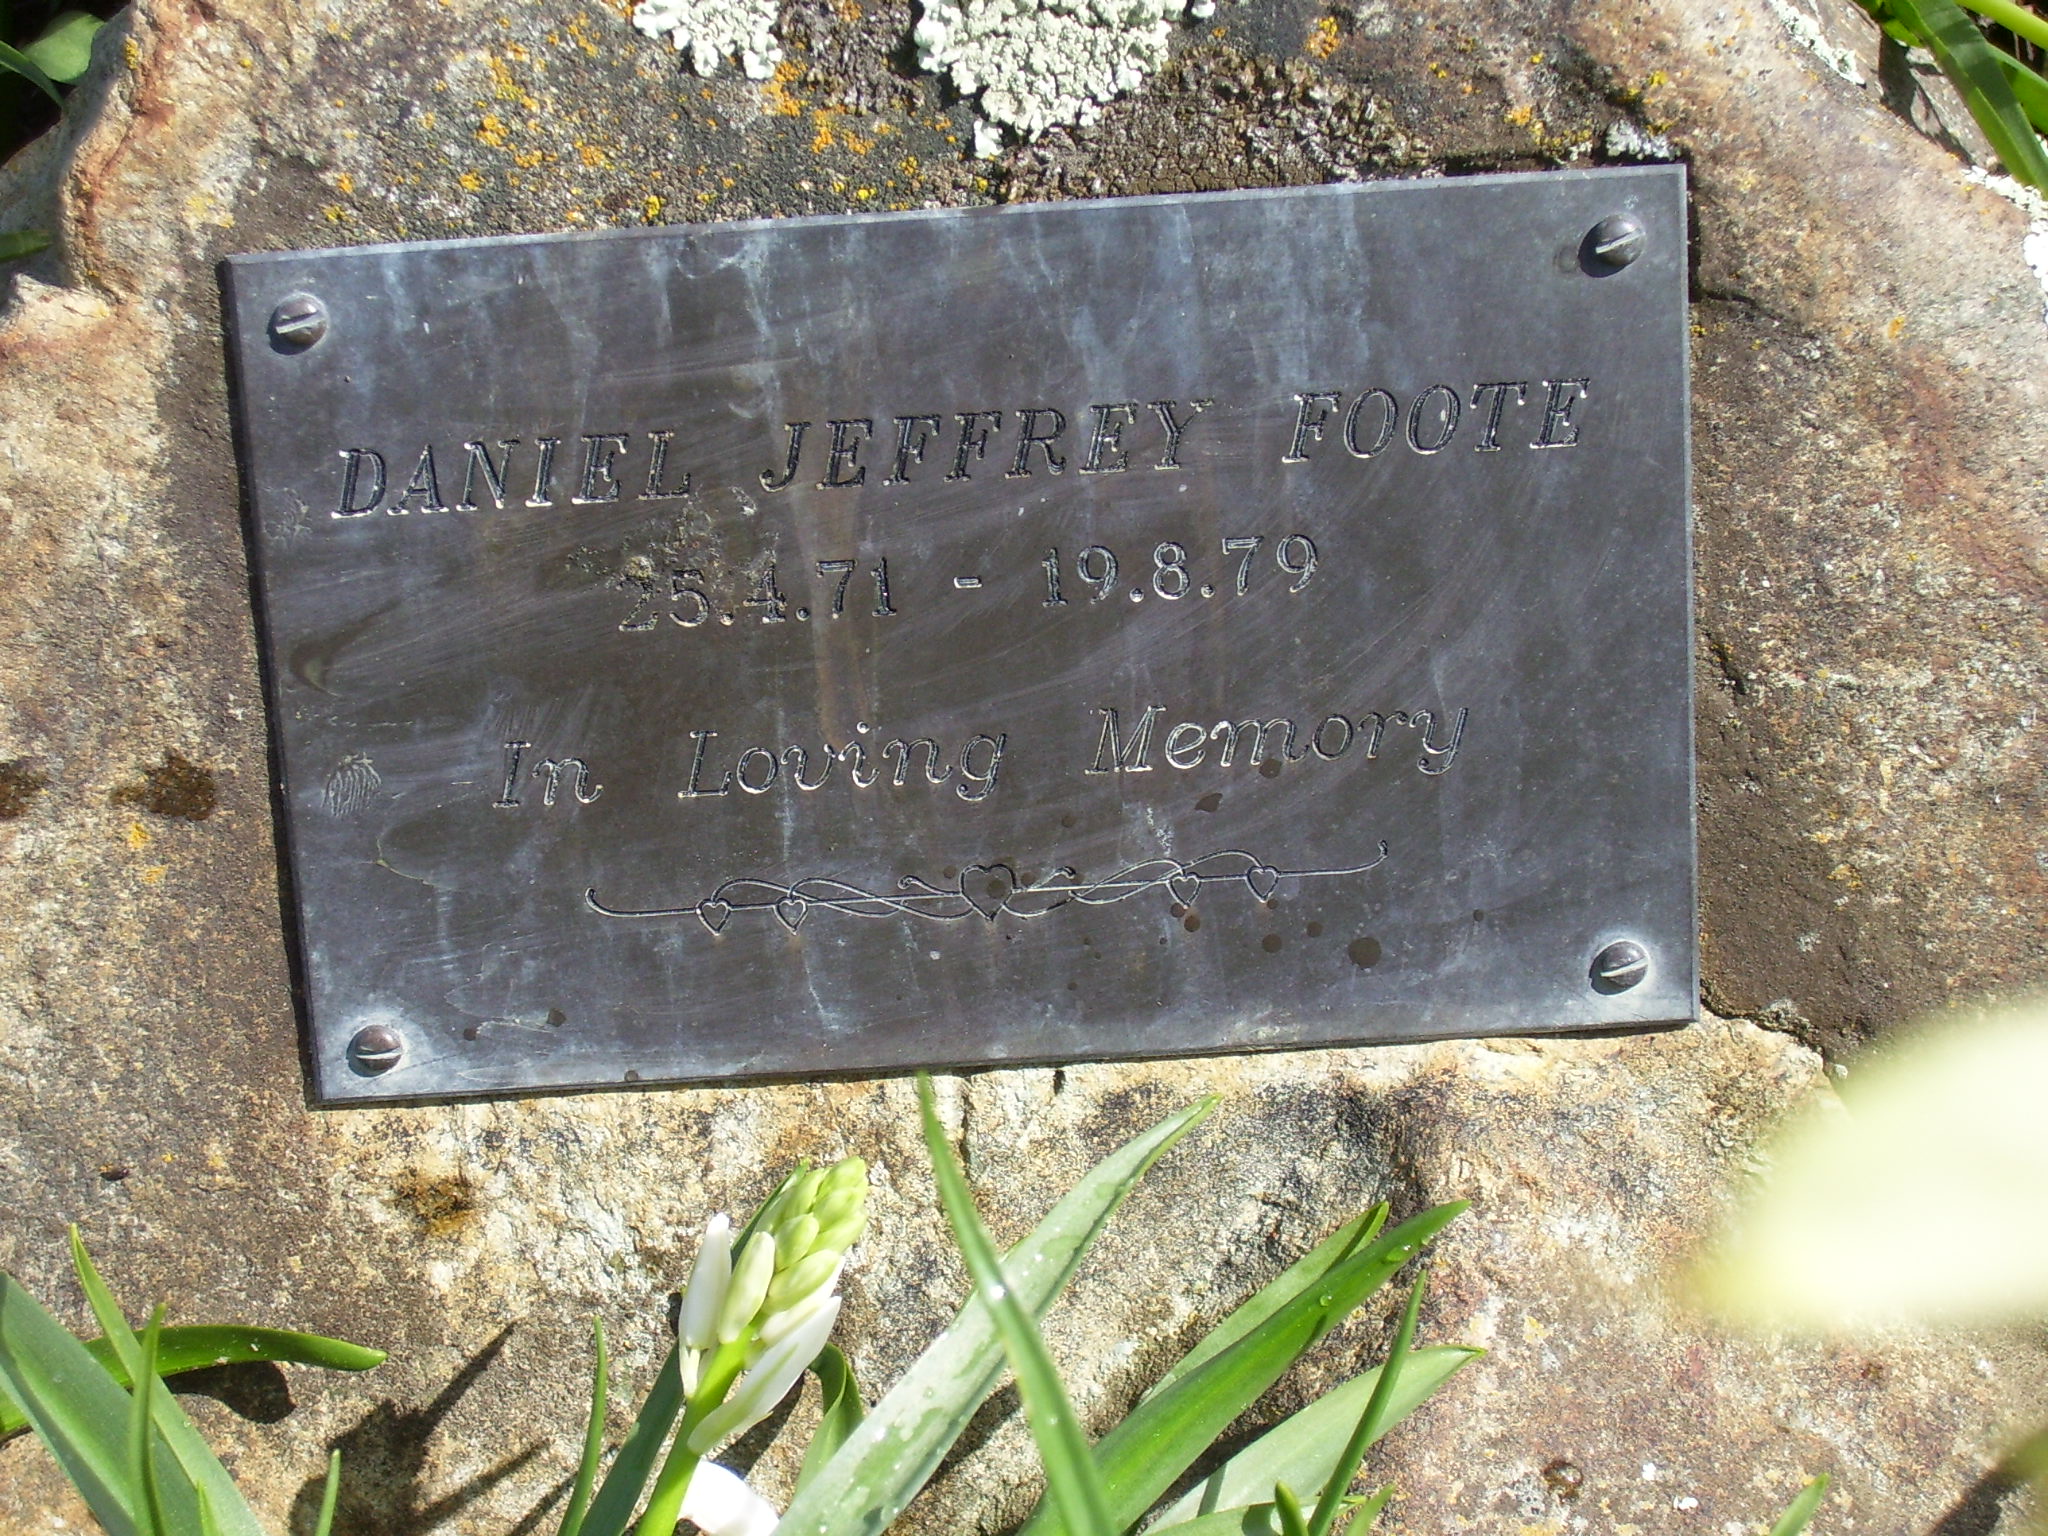 DANIEL JEFFREY FOOTE
25.4.71 - 19.8.79
In Loving Memory